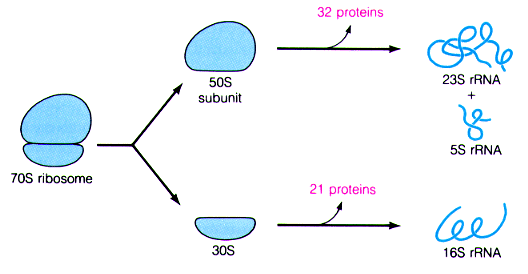 32 proteins
50S
subunit
23S rRNA
+
5S rRNA
70S ribosome
21 proteins
30S
16S rRNA